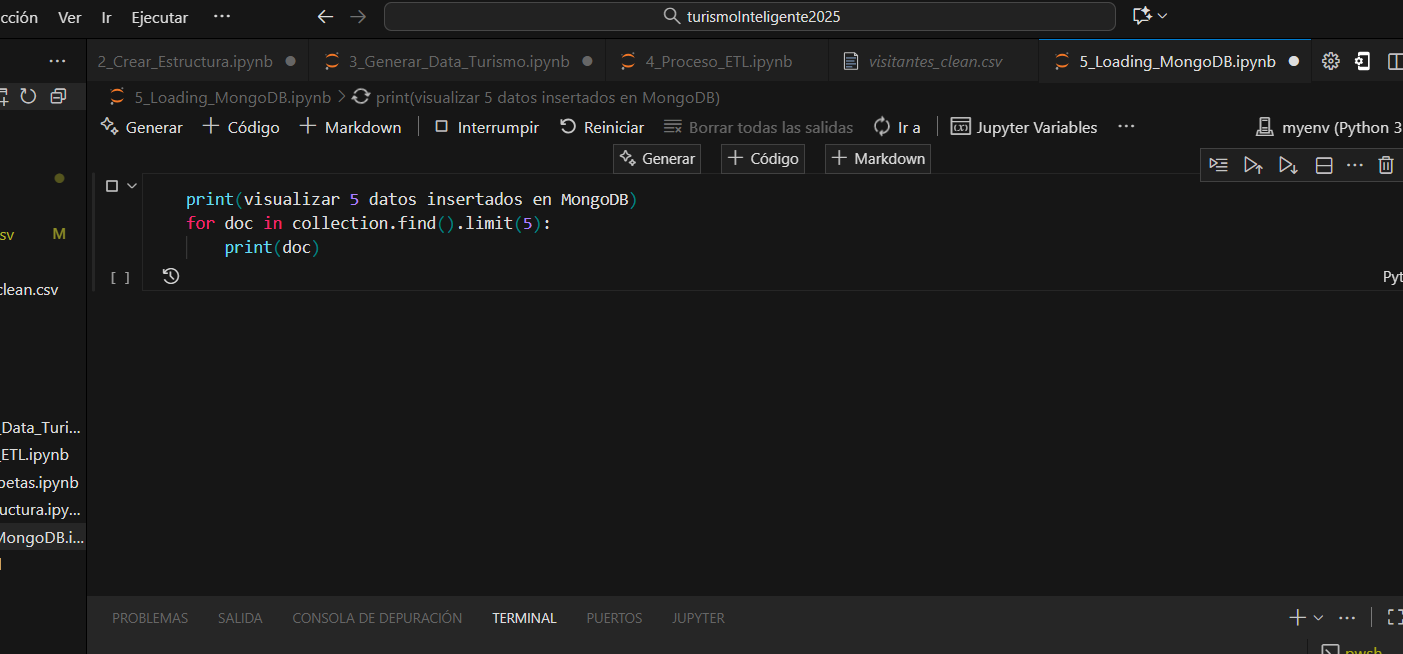 cción Ver Ir Ejecutar ··· turismoInteligente2025
2_Crear_Estructura.ipynb 3_Generar_Data_Turismo.ipynb 4_Proceso_ETL.ipynb visitantes_clean.csv 5_Loading_MongoDB.ipynb
5_Loading_MongoDB.ipynb > print(visualizar 5 datos insertados en MongoDB)
Generar + Código + Markdown Interrumpir Reiniciar Borrar todas las salidas Ir a Jupyter Variables ··· myenv (Python 3
Generar + Código + Markdown
print(visualizar 5 datos insertados en MongoDB)
for doc in collection.find().limit(5):
print(doc)
[ ]
Pyt
sv M
clean.csv
_Data_Turi...
_ETL.ipynb
petas.ipynb
uctura.ipy...
MongoDB.i...
PROBLEMAS SALIDA CONSOLA DE DEPURACIÓN TERMINAL PUERTOS JUPYTER
pwsh